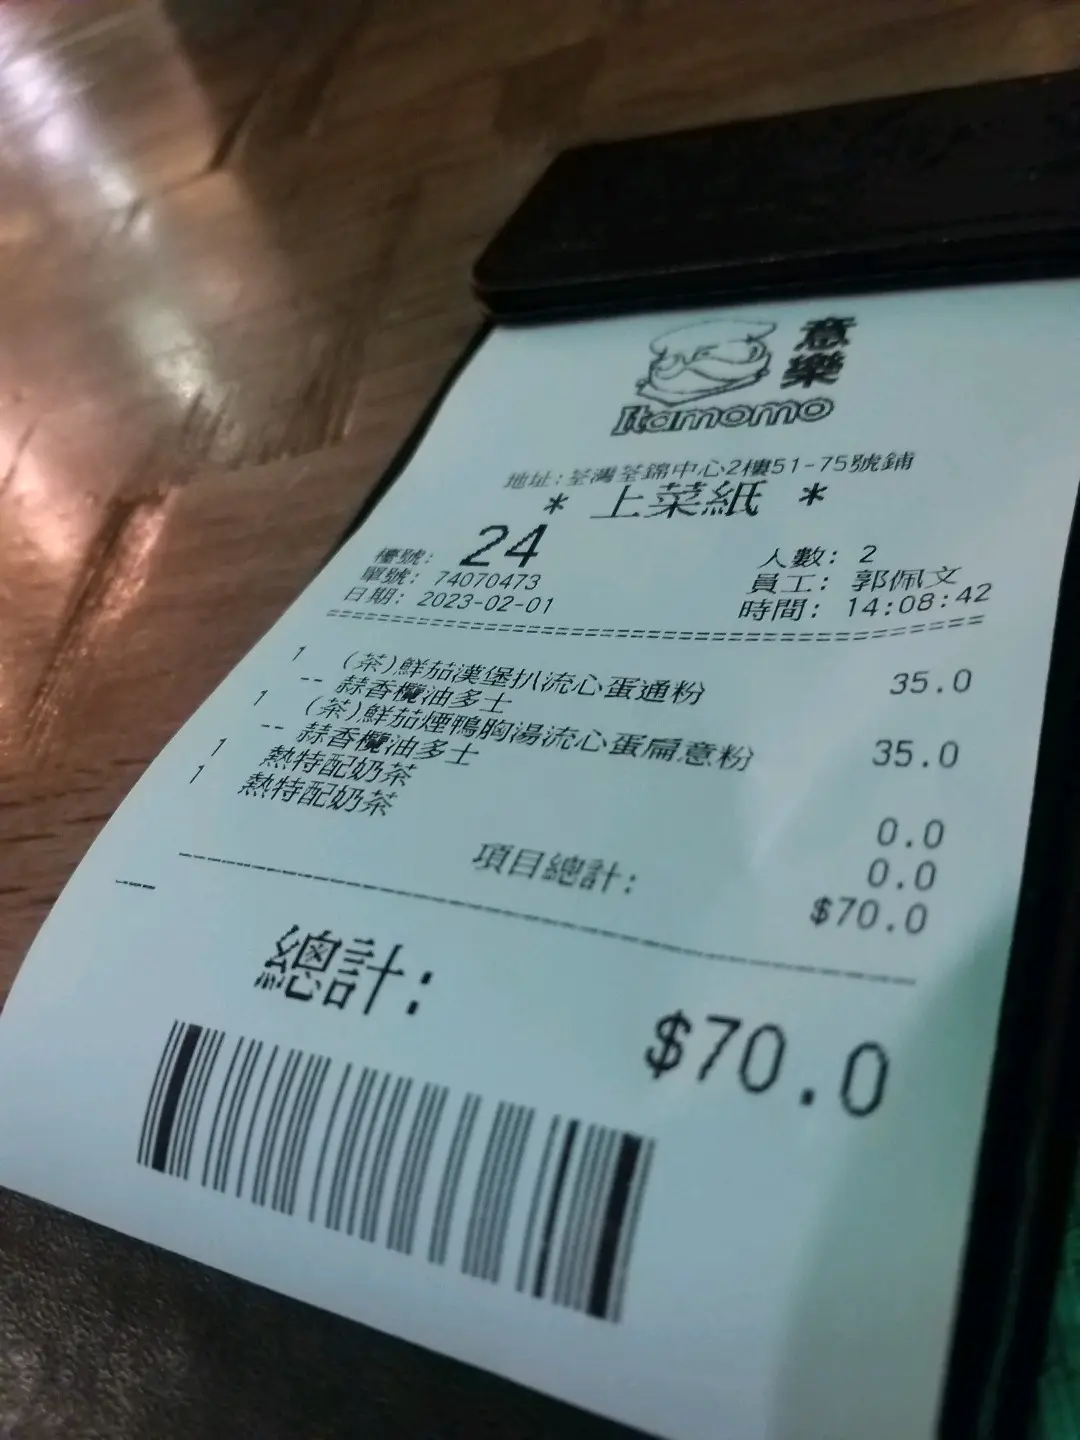 意樂
Itamomo
地址:荃灣荃錦中心2樓51-75號鋪
* 上菜紙 *
檯號: 24 人數: 2
單號: 74070473 員工: 郭佩文
日期: 2023-02-01 時間: 14:08:42
1 (茶)鮮茄漢堡扒流心蛋通粉 35.0
-- 蒜香欖油多士
1 (茶)鮮茄煙鴨胸湯流心蛋扁意粉 35.0
-- 蒜香欖油多士
1 熱特配奶茶 0.0
1 熱特配奶茶 0.0
項目總計: $70.0
總計: $70.0